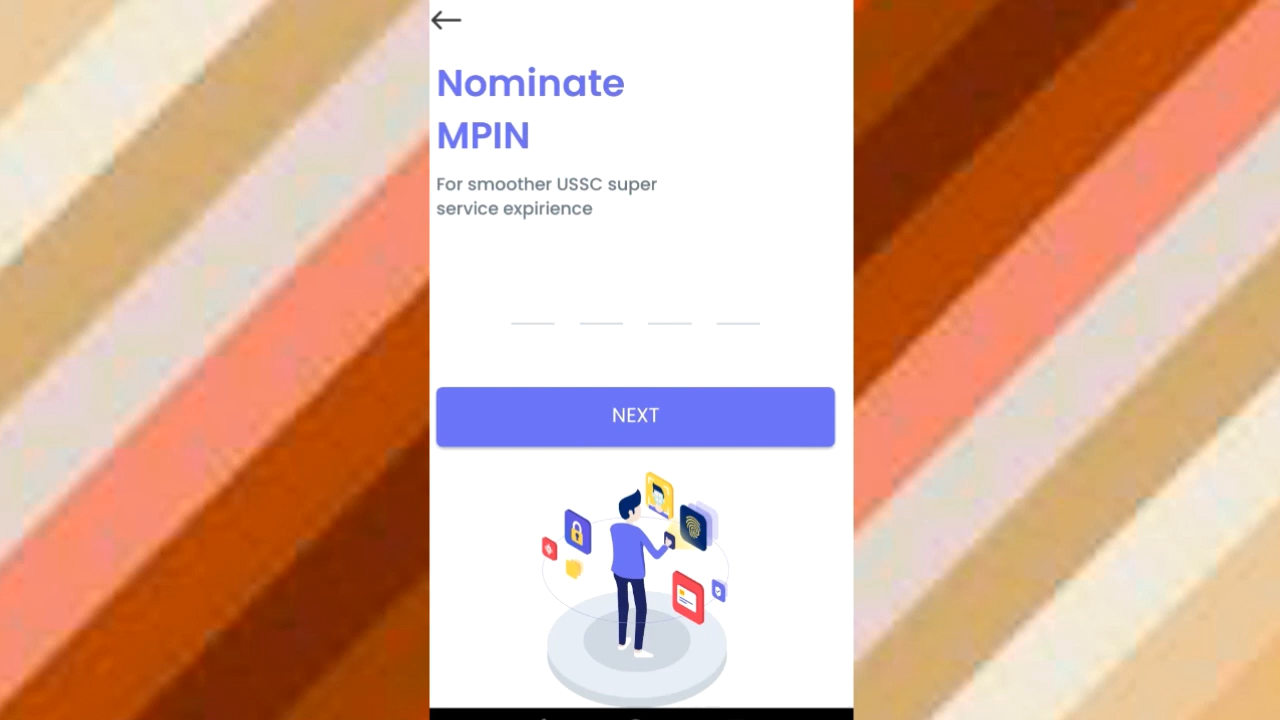 Nominate
MPIN
For smoother USSC super
service expirience
NEXT